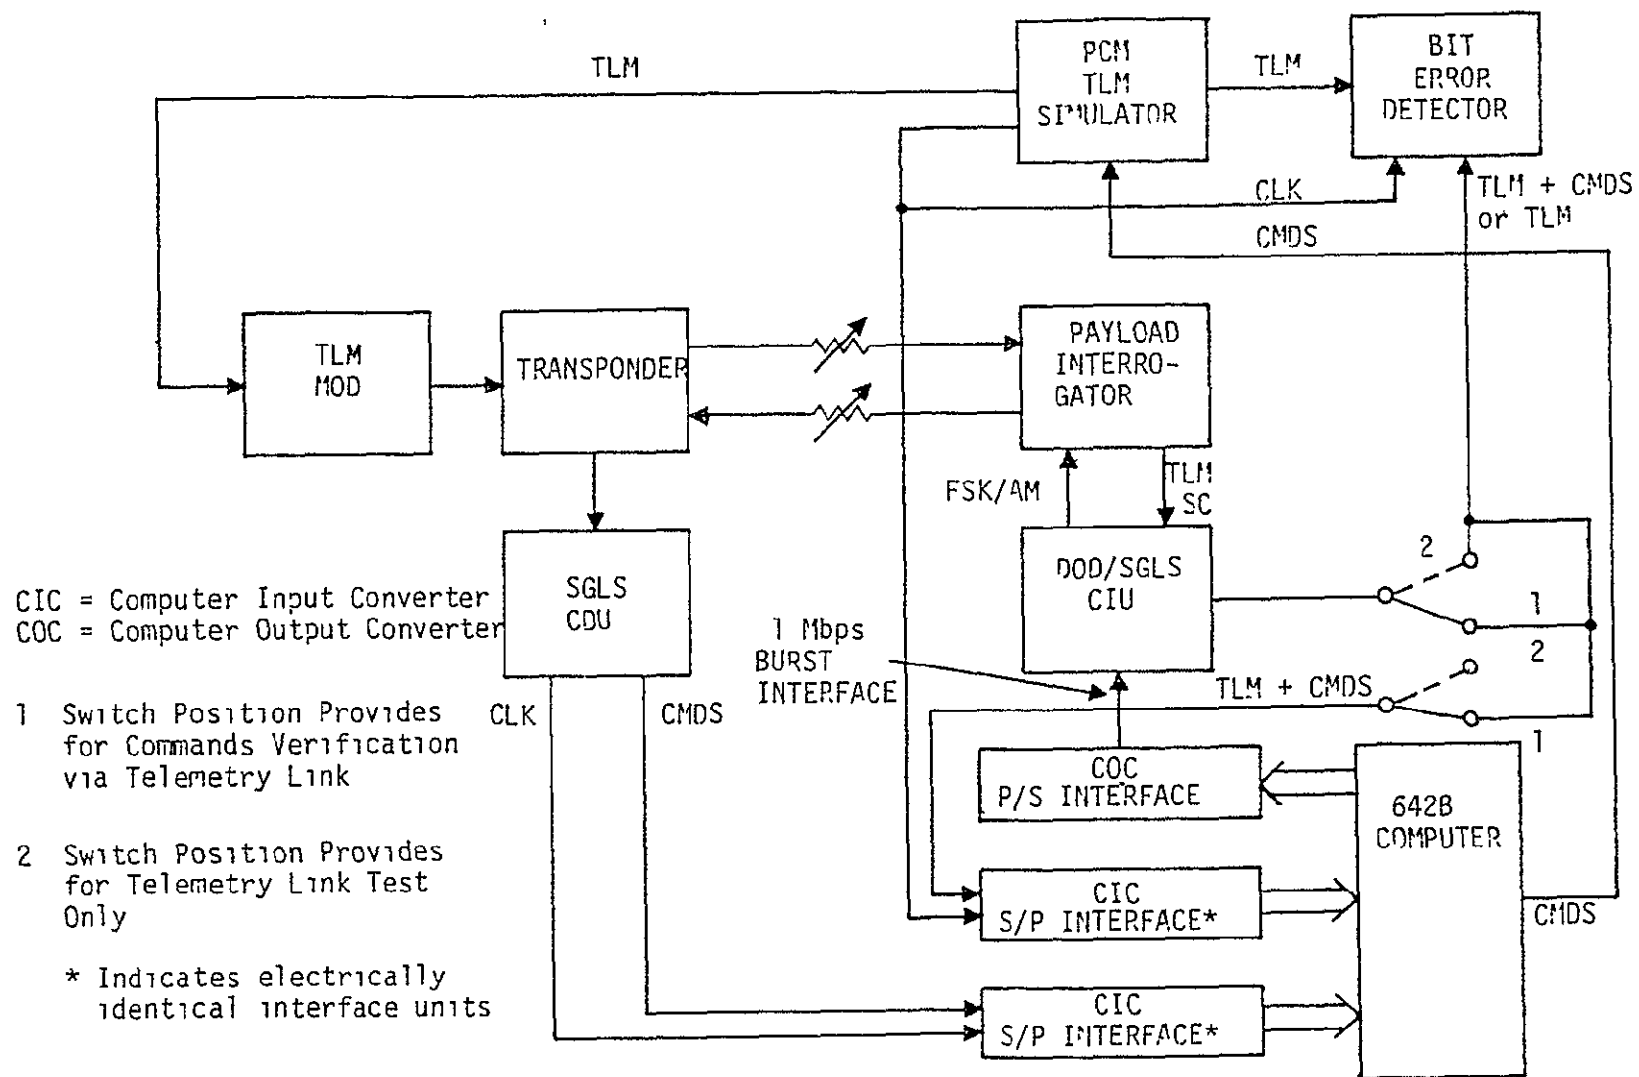 TLM
PCM
TLM
SIMULATOR
TLM
BIT
ERROR
DETECTOR
CLK
TLM + CMDS
or TLM
CMDS
TLM
MOD
TRANSPONDER
PAYLOAD
INTERRO-
GATOR
FSK/AM
TLM
SC
SGLS
CDU
DOD/SGLS
CIU
2
1
2
1
CIC = Computer Input Converter
COC = Computer Output Converter
1 Mbps
BURST
INTERFACE
TLM + CMDS
1 Switch Position Provides
for Commands Verification
via Telemetry Link
CLK
CMDS
COC
P/S INTERFACE
642B
COMPUTER
2 Switch Position Provides
for Telemetry Link Test
Only
CIC
S/P INTERFACE*
CMDS
* Indicates electrically
identical interface units
CIC
S/P INTERFACE*